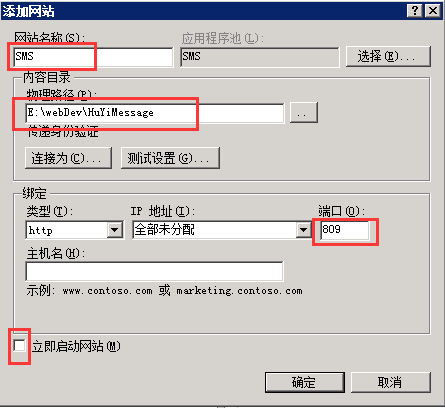 添加网站
网站名称(S): 应用程序池(L):
SMS SMS 选择(E)...
内容目录
物理路径(P):
E:\webDev\HuYiMessage ..
传递身份验证
连接为(C)... 测试设置(G)...
绑定
类型(T): IP 地址(I): 端口(O):
http 全部未分配 809
主机名(H):
示例: www.contoso.com 或 marketing.contoso.com
立即启动网站(M)
确定 取消